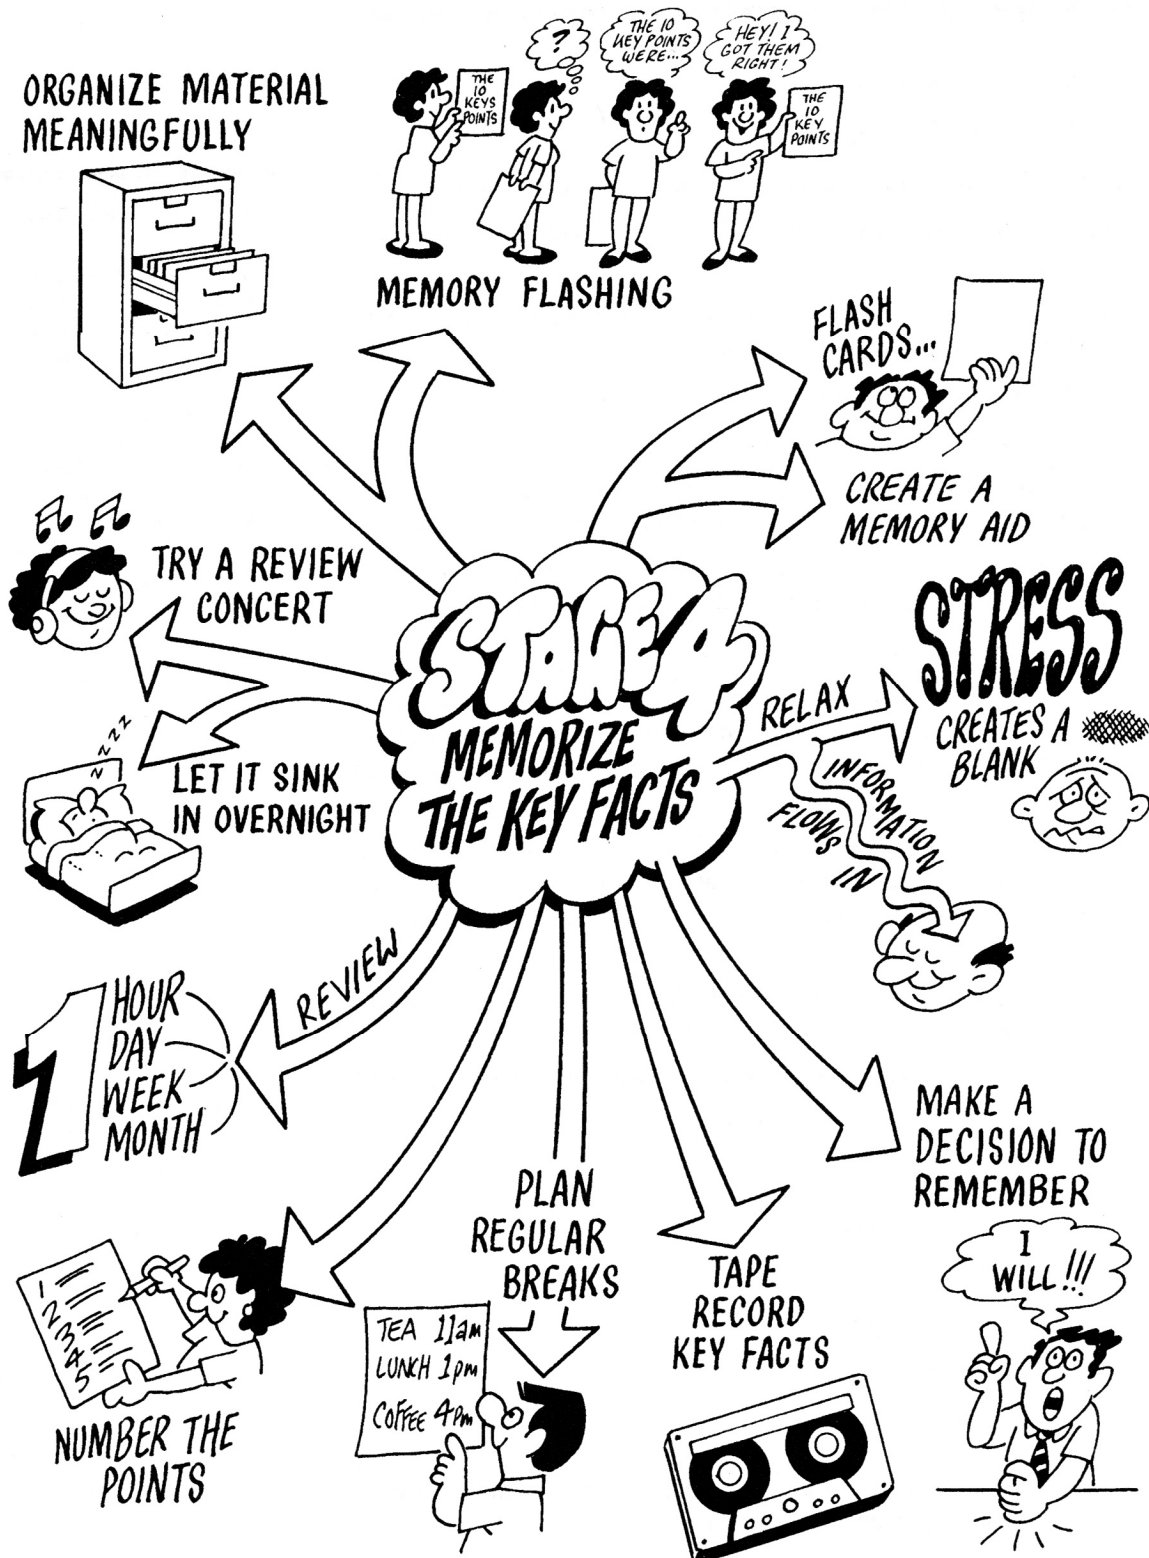 ORGANIZE MATERIAL
MEANINGFULLY
THE
10
KEYS
POINTS
?
THE 10
KEY POINTS
WERE...
HEY! I
GOT THEM
RIGHT!
THE
10
KEY
POINTS
MEMORY FLASHING
FLASH
CARDS...
CREATE A
MEMORY AID
TRY A REVIEW
CONCERT
zzzz
LET IT SINK
IN OVERNIGHT
STAGE 4
MEMORIZE
THE KEY FACTS
RELAX
STRESS
CREATES A
BLANK
INFORMATION
FLOWS IN
REVIEW
1
HOUR
DAY
WEEK
MONTH
MAKE A
DECISION TO
REMEMBER
I
WILL!!!
PLAN
REGULAR
BREAKS
TEA 11am
LUNCH 1pm
COFFEE 4pm
TAPE
RECORD
KEY FACTS
1
2
3
4
5
NUMBER THE
POINTS